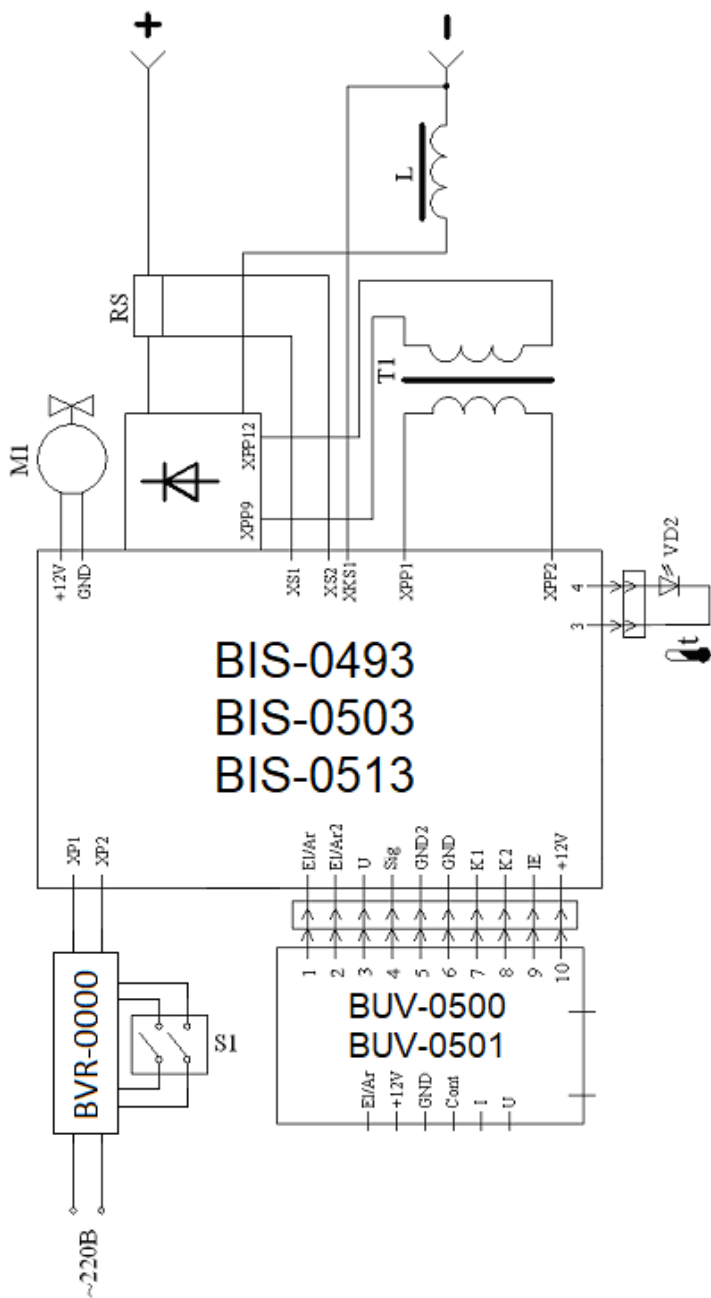 +
-
L
RS
T1
M1
XPP12
XPP9
+12V
GND
XS1
XS2
XKS1
XPP1
XPP2
4
3
VD2
t
BIS-0493
BIS-0503
BIS-0513
XP1
XP2
El/Ar
El/Ar2
U
Sig
GND2
GND
K1
K2
IE
+12V
1
2
3
4
5
6
7
8
9
10
BUV-0500
BUV-0501
El/Ar
+12V
GND
Cont
I
U
BVR-0000
S1
~220В